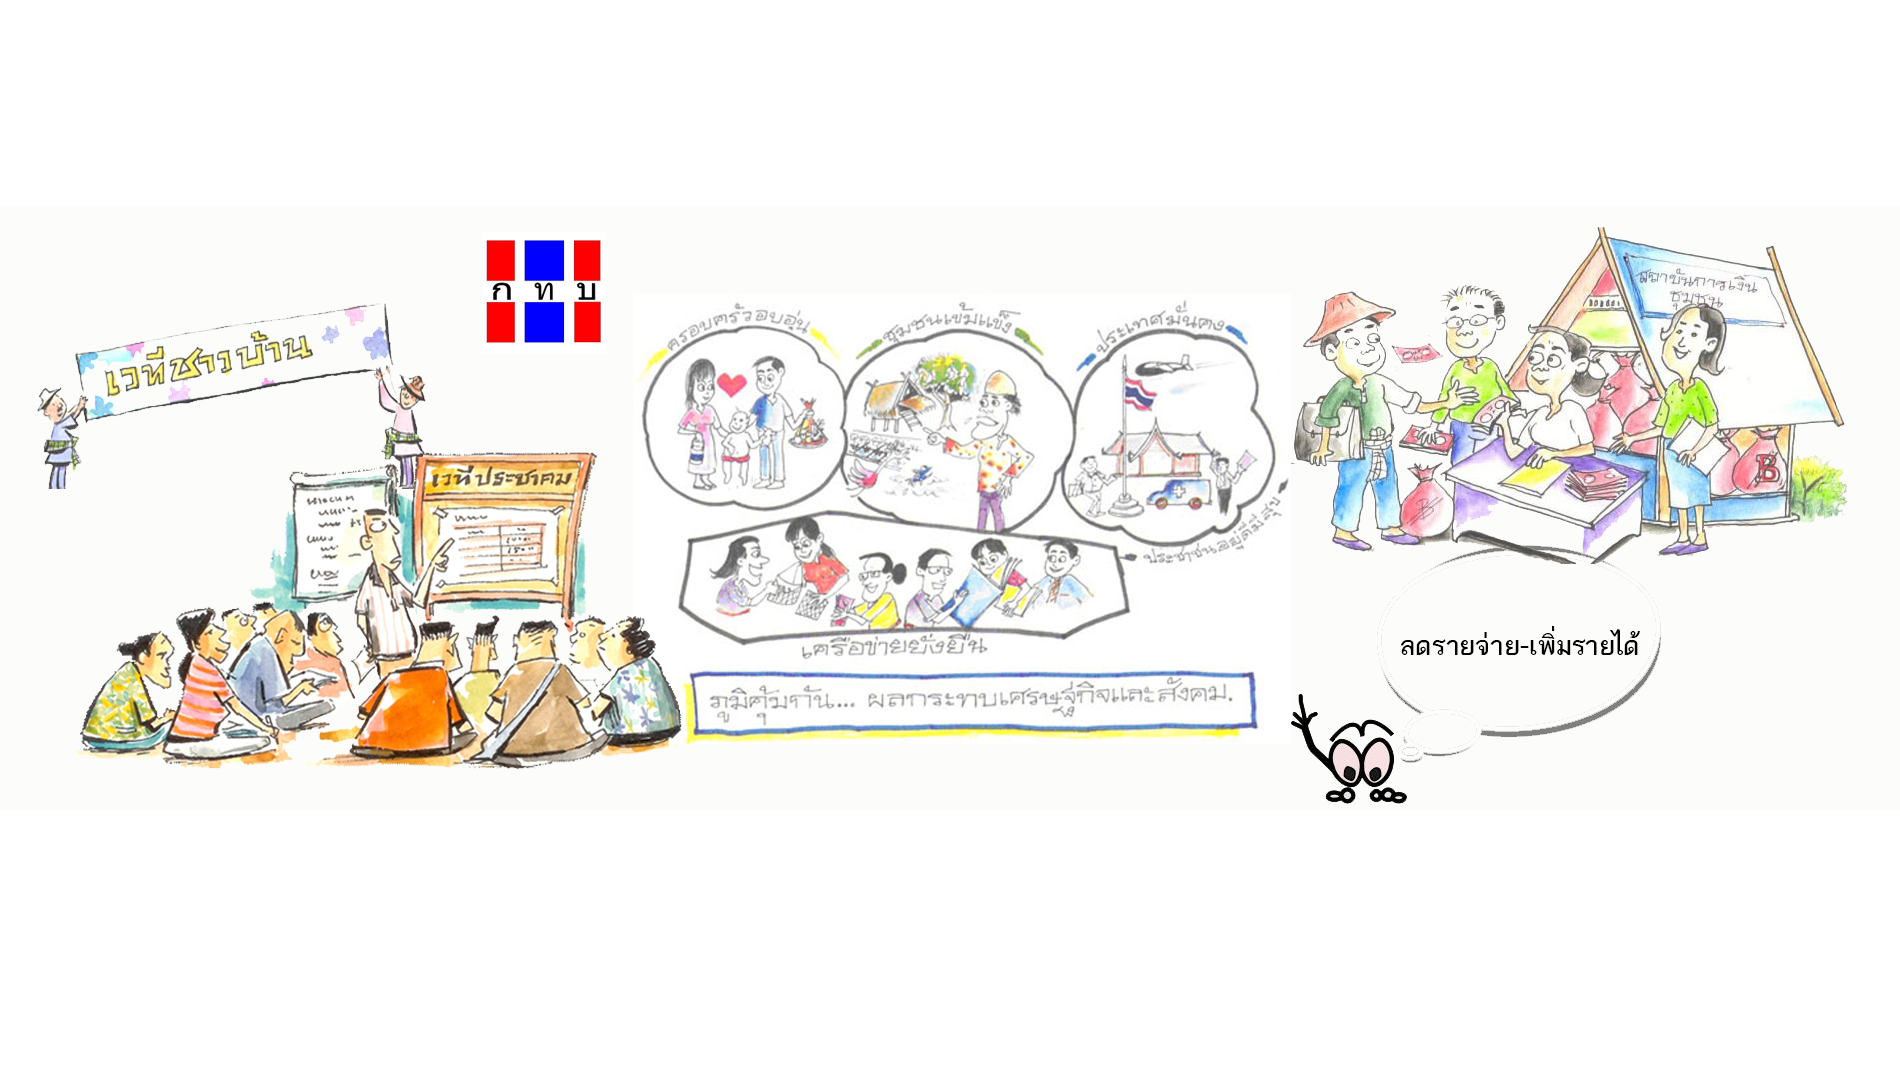 เวทีชาวบ้าน
ก ท บ
เวทีประชาคม
ครอบครัวอบอุ่น
ชุมชนเข้มแข็ง
ประเทศมั่นคง
ประชาชนอยู่ดีมีสุข
เครือข่ายยั่งยืน
ภูมิคุ้มกัน... ผลกระทบเศรษฐกิจและสังคม.
สถาบันการเงิน
ชุมชน
฿
ลดรายจ่าย-เพิ่มรายได้